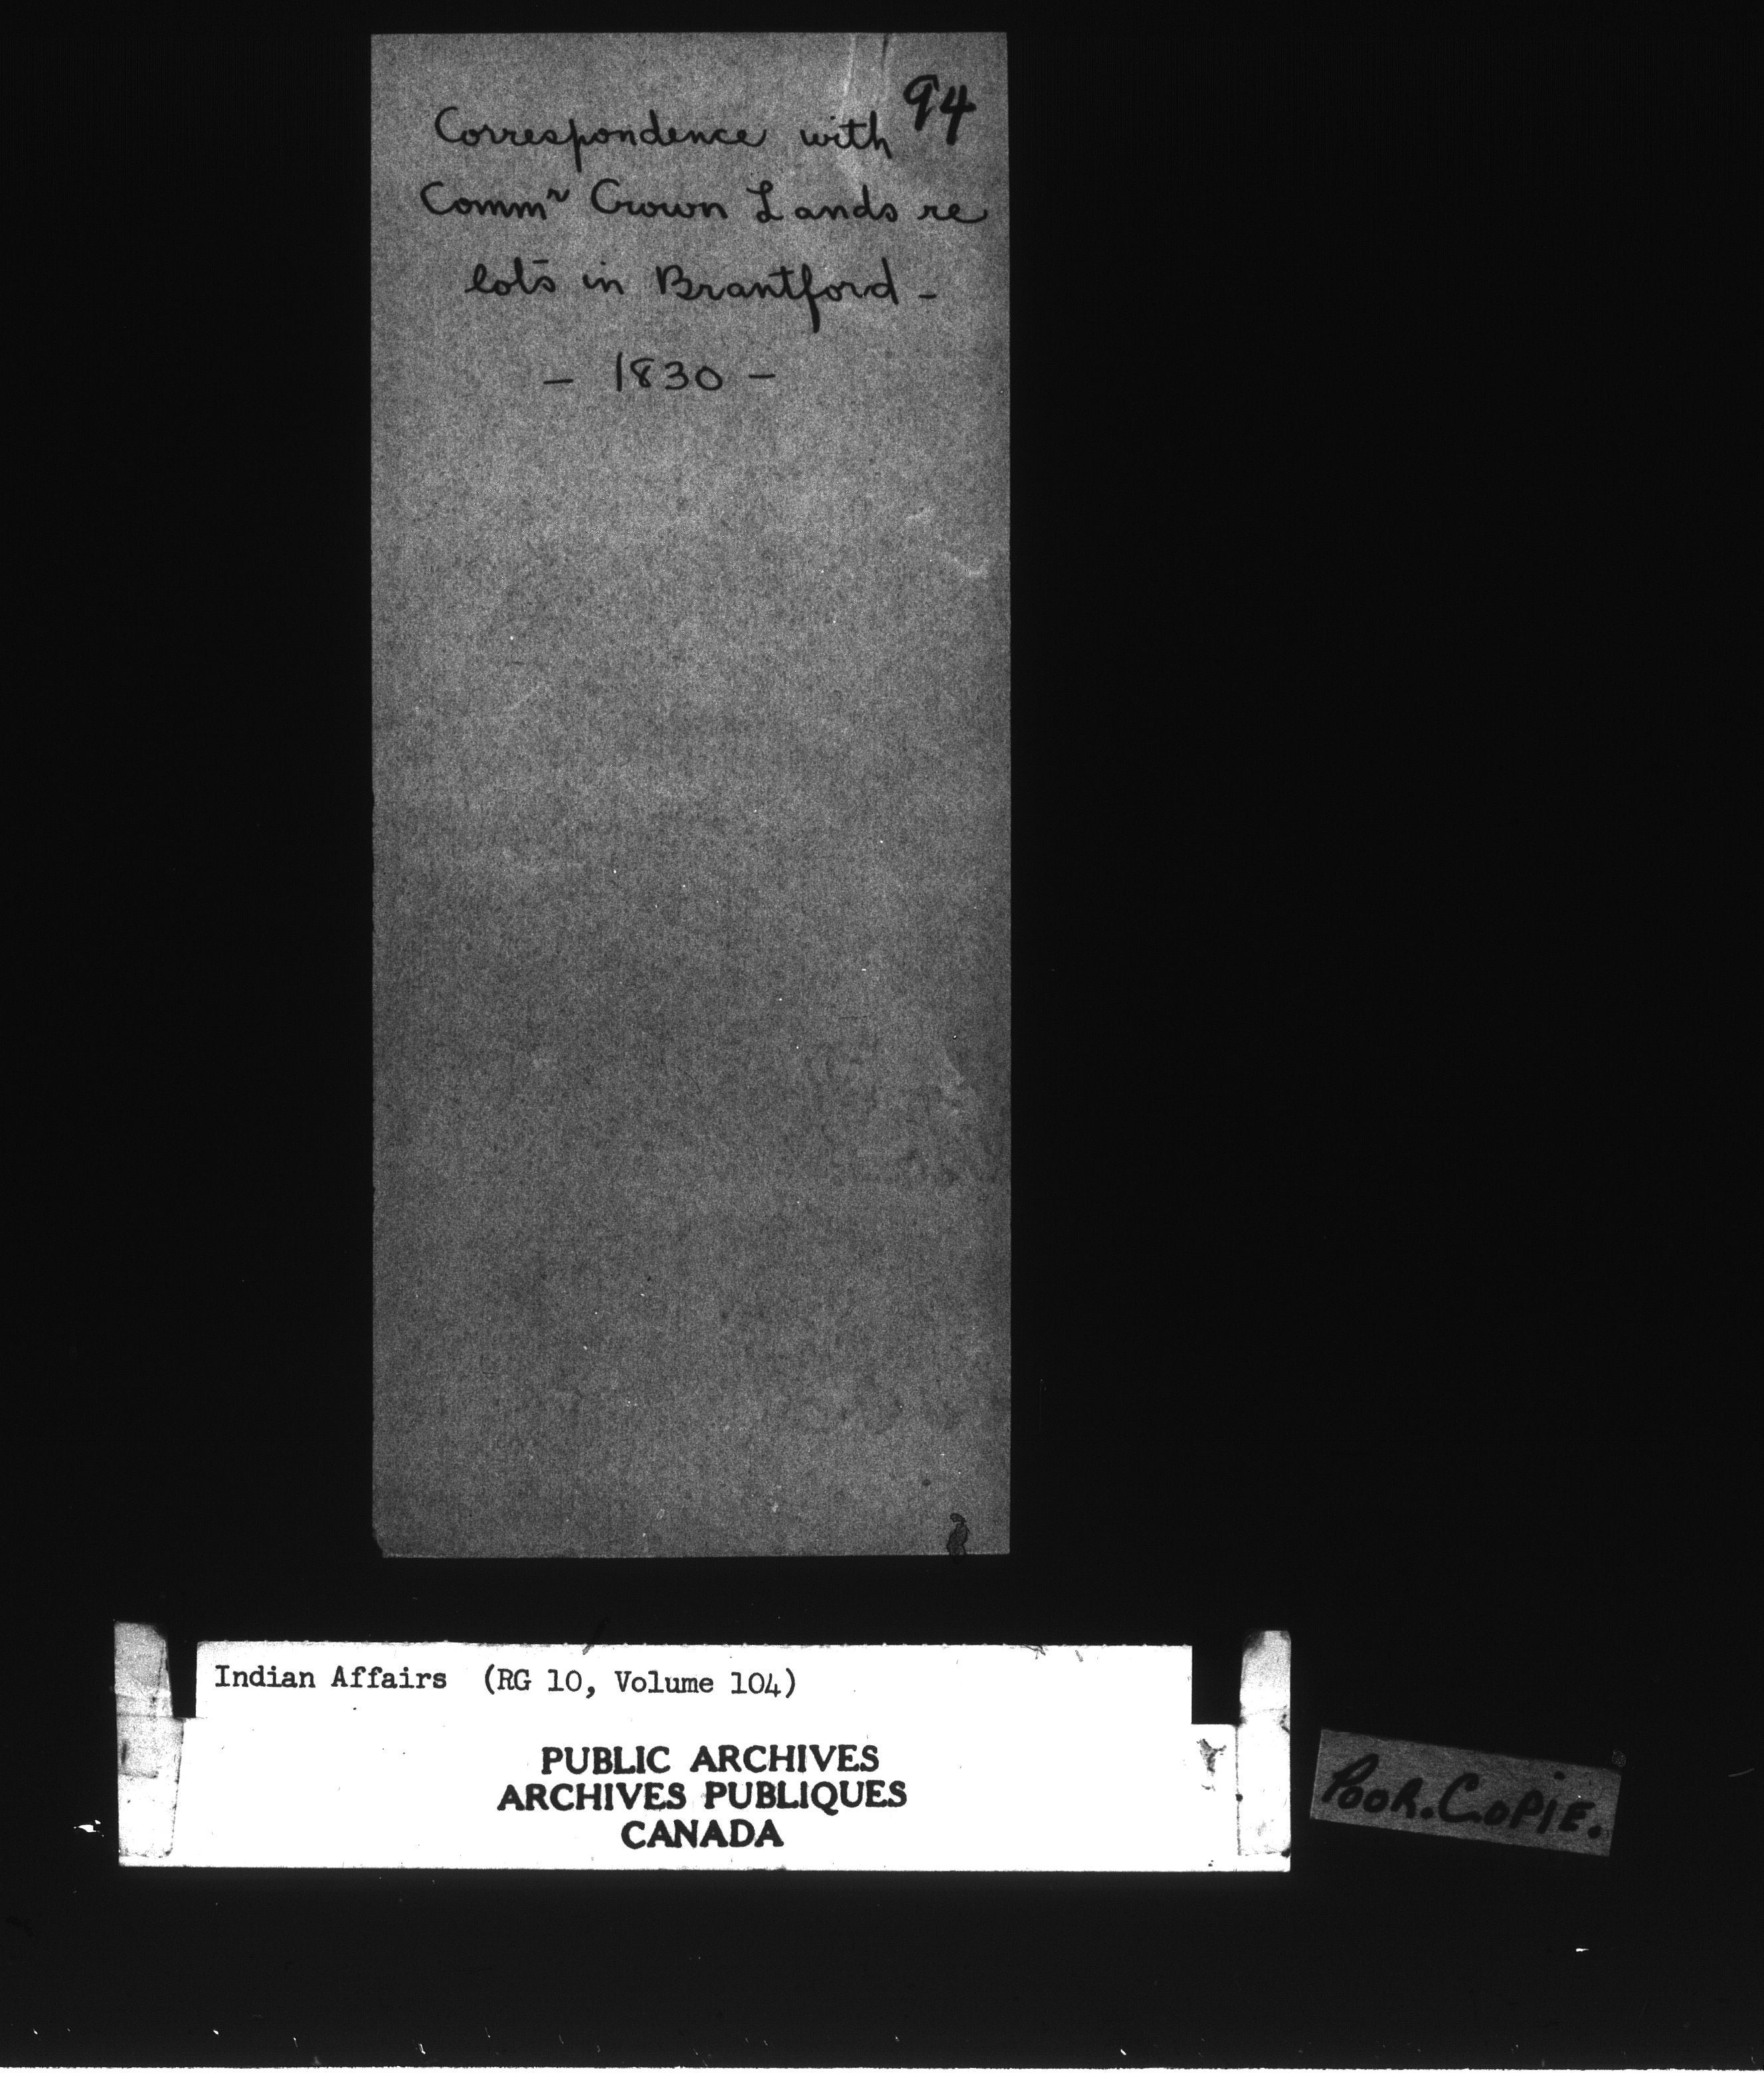 94
Correspondence with
Commr Crown Lands re
lots in Brantford -
- 1830 -
Indian Affairs (RG 10, Volume 104)
PUBLIC ARCHIVES
ARCHIVES PUBLIQUES
CANADA
POOR.COPIE.